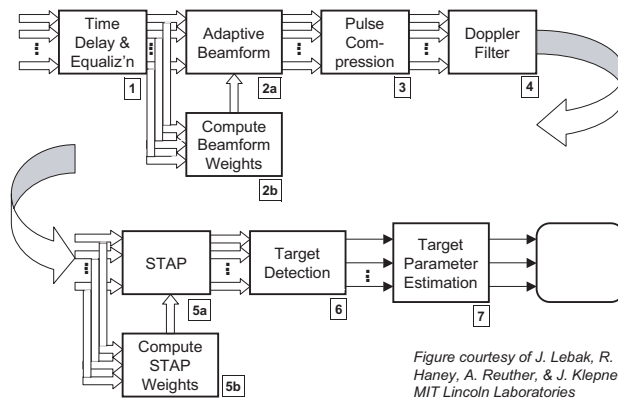 Time
Delay &
Equaliz'n
1
Adaptive
Beamform
2a
Pulse
Com-
pression
3
Doppler
Filter
4
Compute
Beamform
Weights
2b
STAP
5a
Target
Detection
6
Target
Parameter
Estimation
7
Compute
STAP
Weights
5b
Figure courtesy of J. Lebak, R.
Haney, A. Reuther, & J. Klepne
MIT Lincoln Laboratories